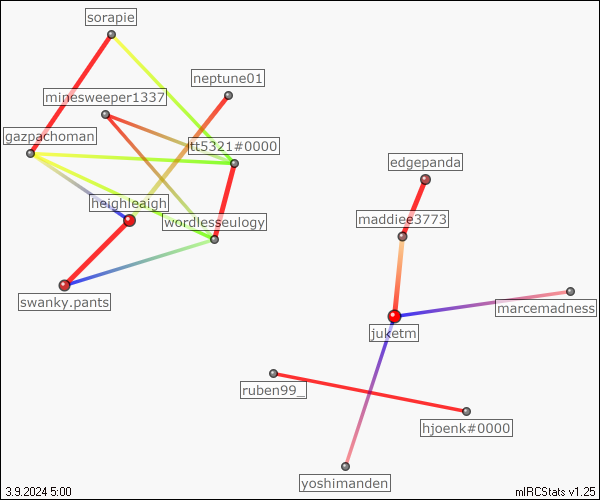 sorapie
neptune01
minesweeper1337
gazpachoman
tt5321#0000
edgepanda
heighleaigh
wordlesseulogy
maddiee3773
swanky.pants
marcemadness
juketm
ruben99_
hjoenk#0000
yoshimanden
3.9.2024 5:00
mIRCStats v1.25